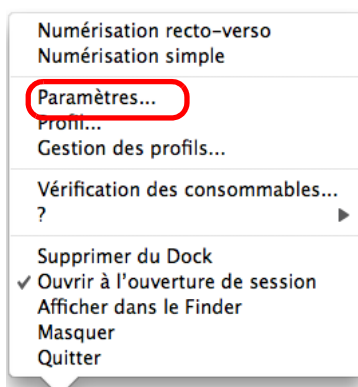 Numérisation recto-verso
Numérisation simple
Paramètres...
Profil...
Gestion des profils...
Vérification des consommables...
?
Supprimer du Dock
Ouvrir à l'ouverture de session
Afficher dans le Finder
Masquer
Quitter